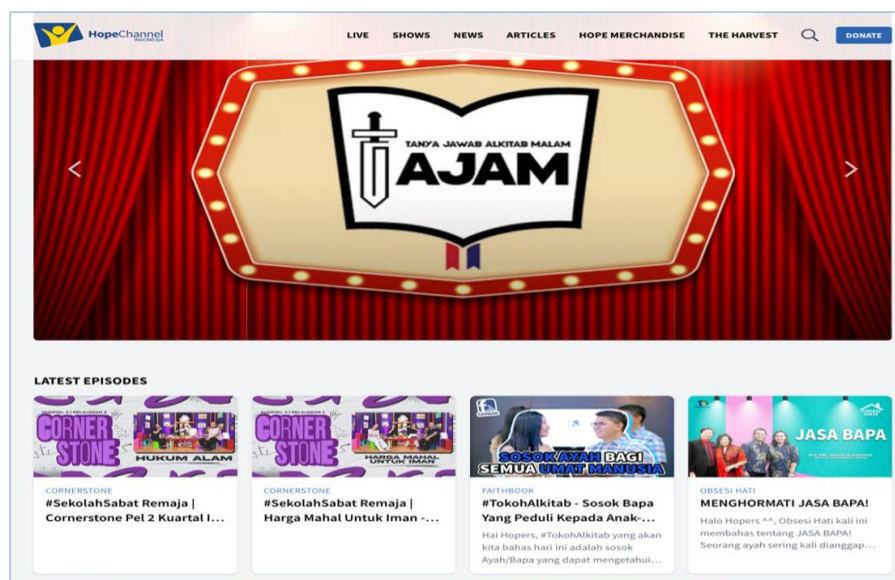 HopeChannel
INDONESIA
LIVE
SHOWS
NEWS
ARTICLES
HOPE MERCHANDISE
THE HARVEST
DONATE
TANYA JAWAB ALKITAB MALAM
AJAM
LATEST EPISODES
CORNER
STONE
HUKUM ALAM
CORNERSTONE
#SekolahSabat Remaja |
Cornerstone Pel 2 Kuartal I...
CORNER
STONE
HARGA MAHAL
UNTUK IMAN
CORNERSTONE
#SekolahSabat Remaja |
Harga Mahal Untuk Iman -...
SOSOK AYAH BAGI
SEMUA UMAT MANUSIA
FAITHBOOK
#TokohAlkitab - Sosok Bapa
Yang Peduli Kepada Anak-...
Hai Hopers, #TokohAlkitab yang akan
kita bahas hari ini adalah sosok
Ayah/Bapa yang dapat mengetahui...
JASA BAPA
OBSESI HATI
MENGHORMATI JASA BAPA!
Halo Hopers ^^, Obsesi Hati kali ini
membahas tentang JASA BAPA!
Seorang ayah sering kali dianggap...